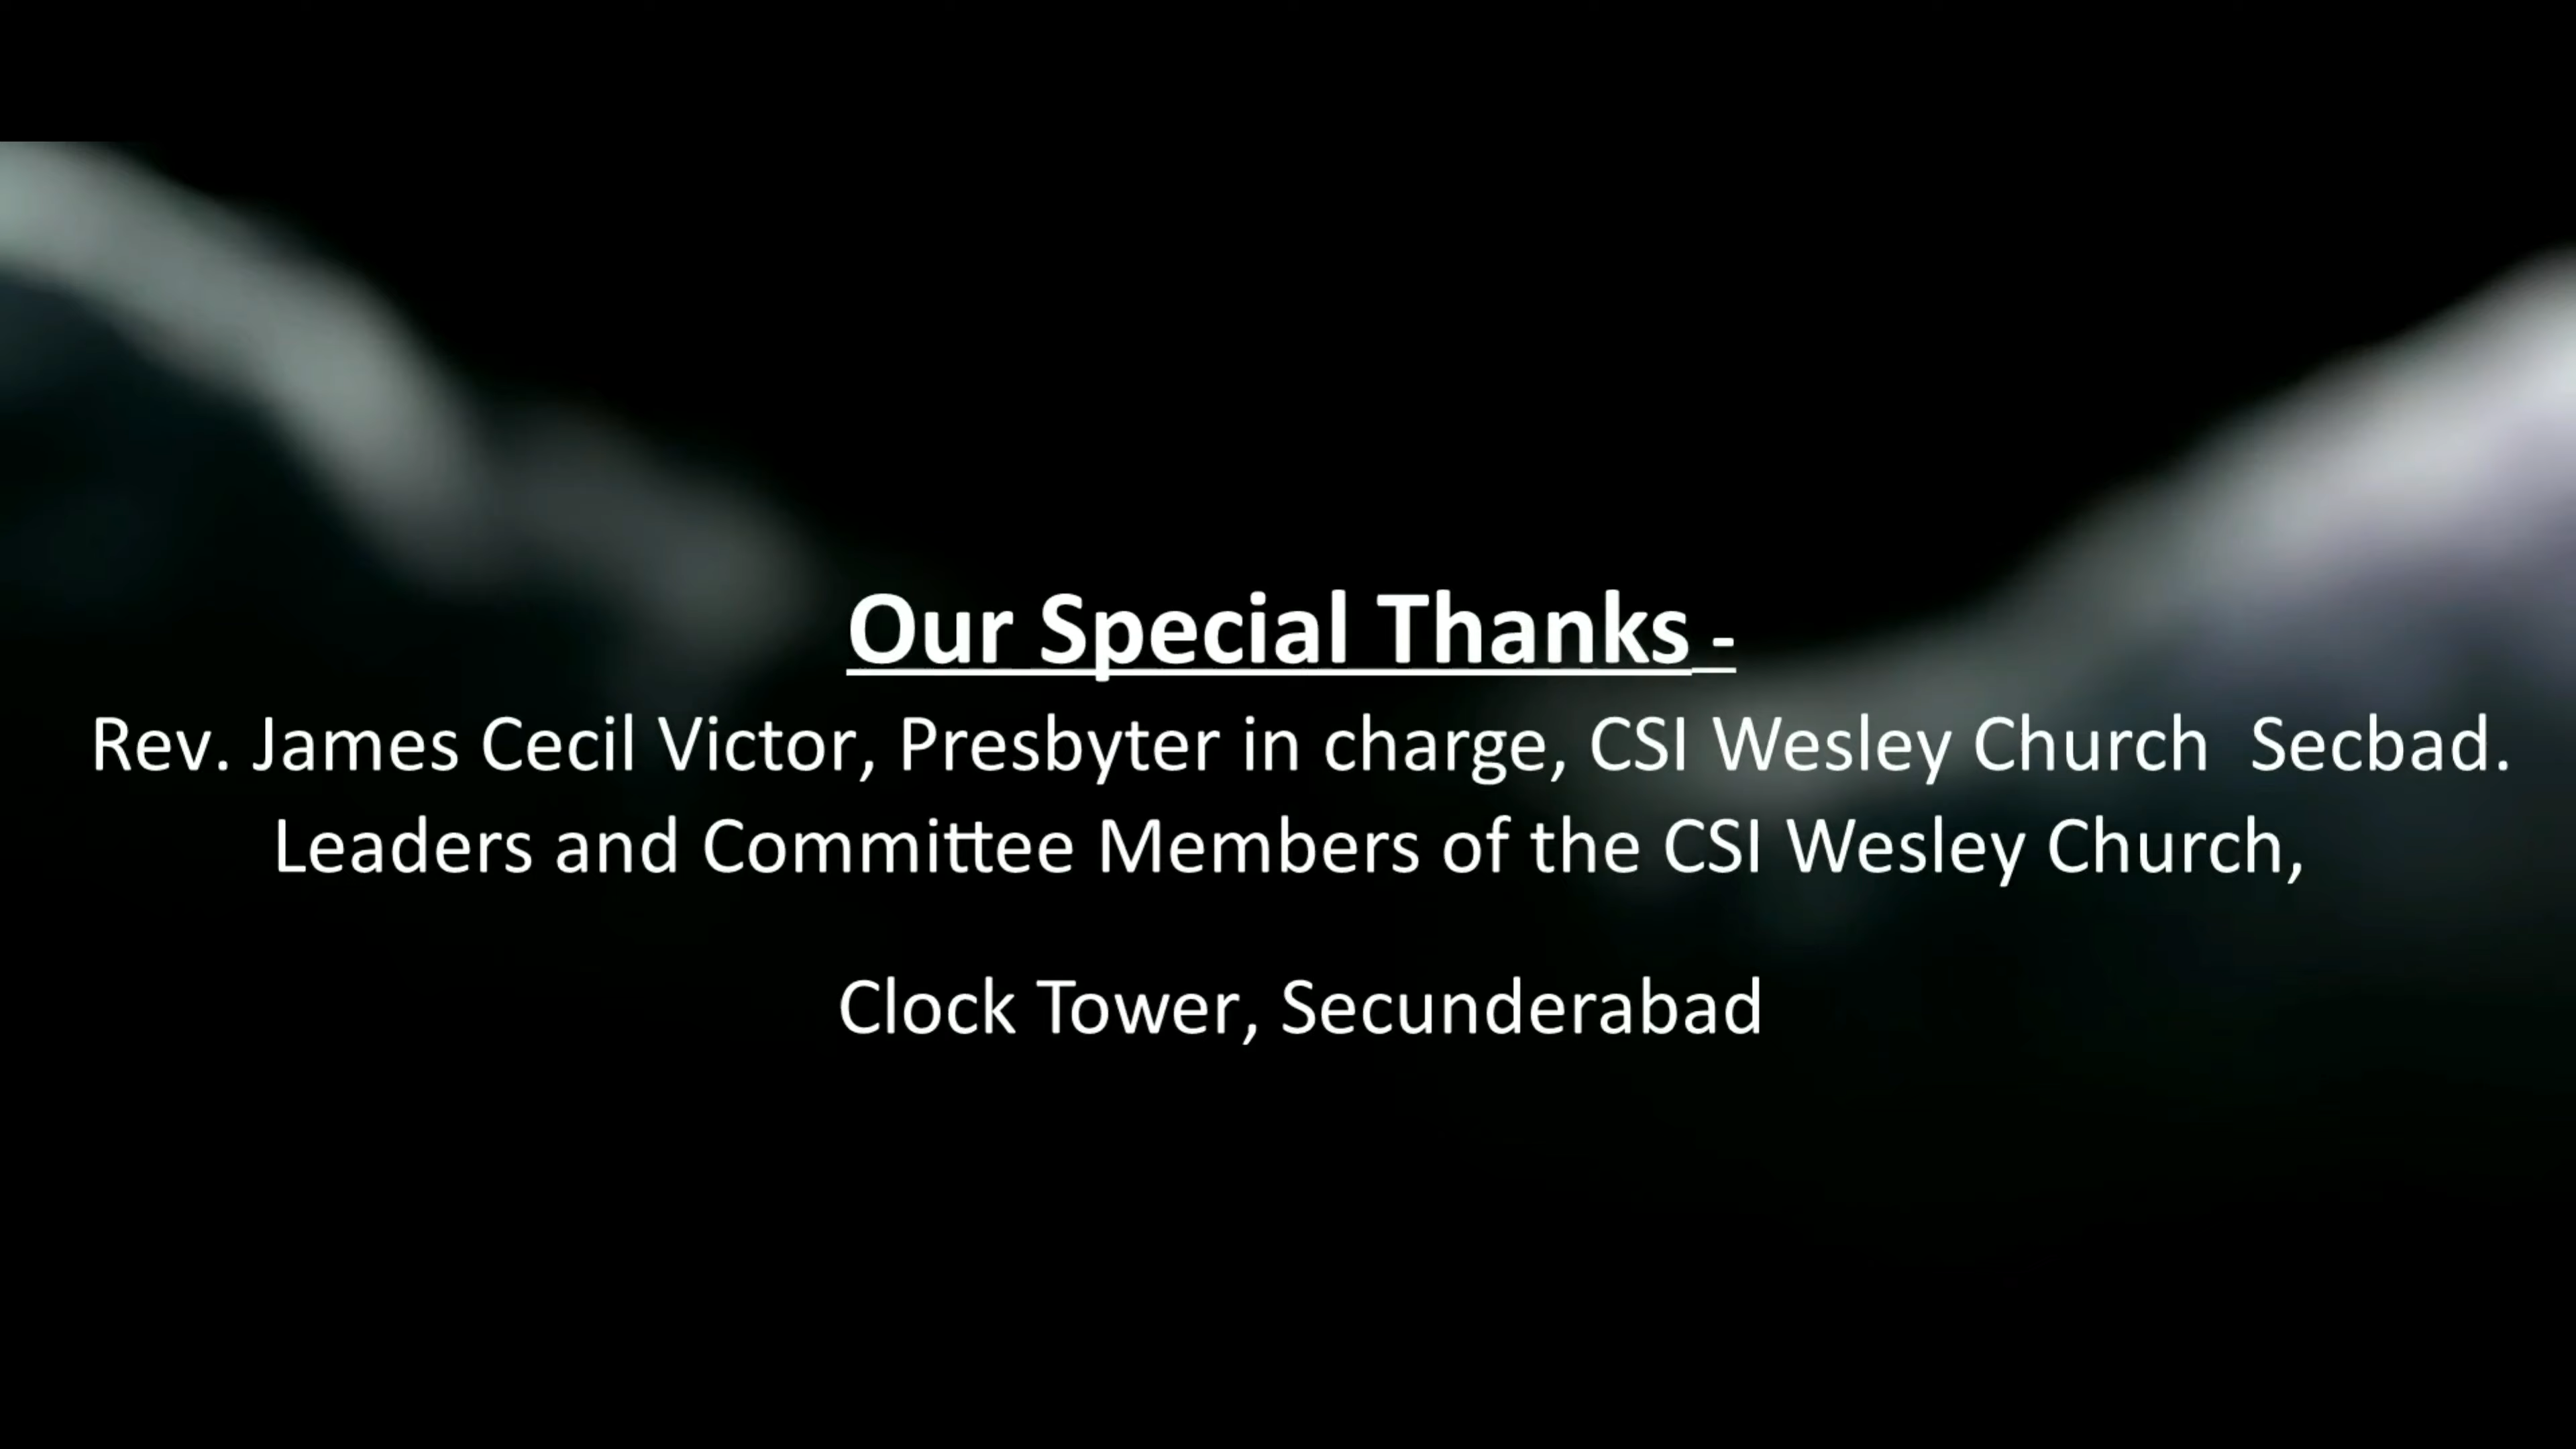 Our Special Thanks -
Rev. James Cecil Victor, Presbyter in charge, CSI Wesley Church  Secbad.
Leaders and Committee Members of the CSI Wesley Church,
Clock Tower, Secunderabad